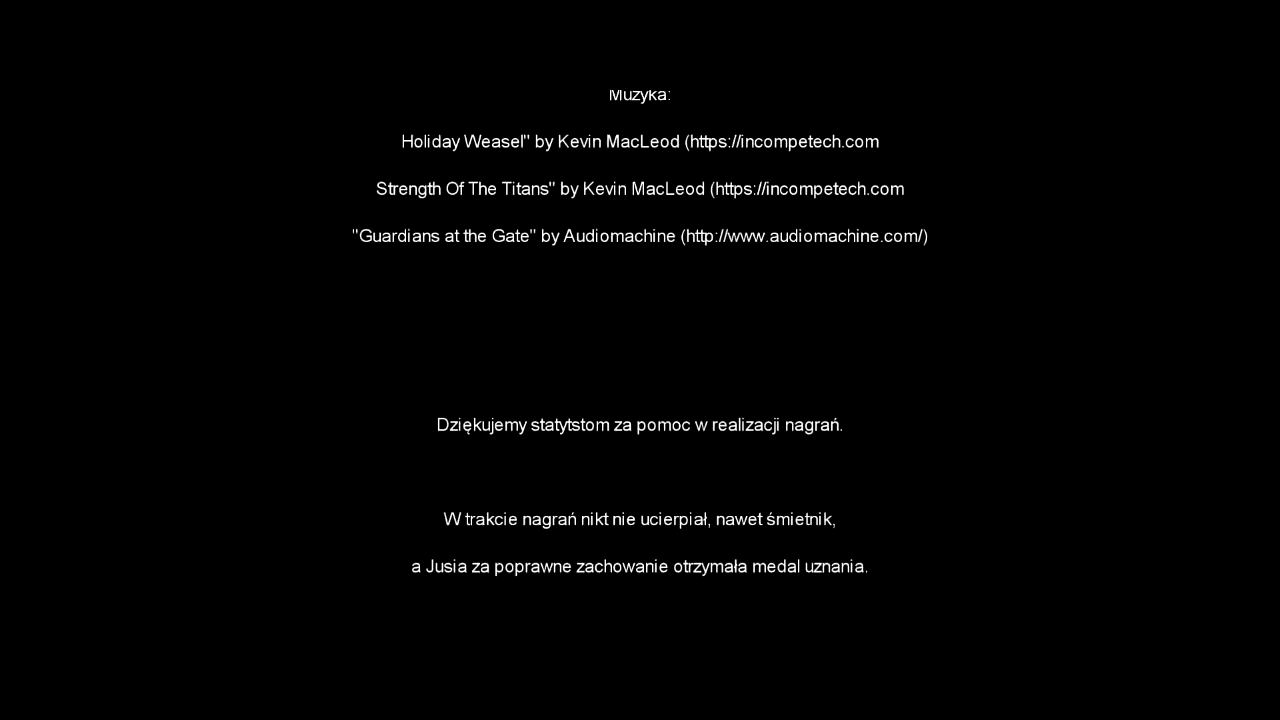 Muzyka:
Holiday Weasel" by Kevin MacLeod (https://incompetech.com
Strength Of The Titans" by Kevin MacLeod (https://incompetech.com
"Guardians at the Gate" by Audiomachine (http://www.audiomachine.com/)
Dziękujemy statytstom za pomoc w realizacji nagrań.
W trakcie nagrań nikt nie ucierpiał, nawet śmietnik,
a Jusia za poprawne zachowanie otrzymała medal uznania.